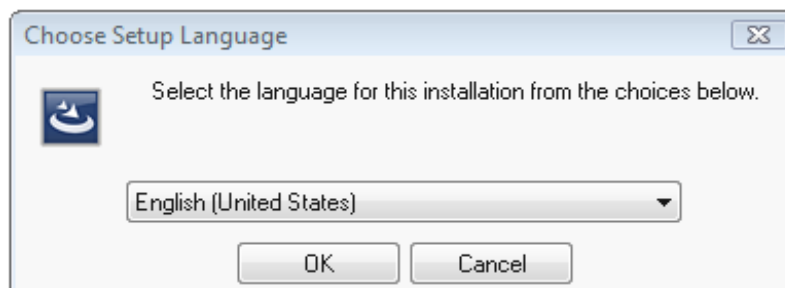 Choose Setup Language
Select the language for this installation from the choices below.
English (United States)
OK
Cancel